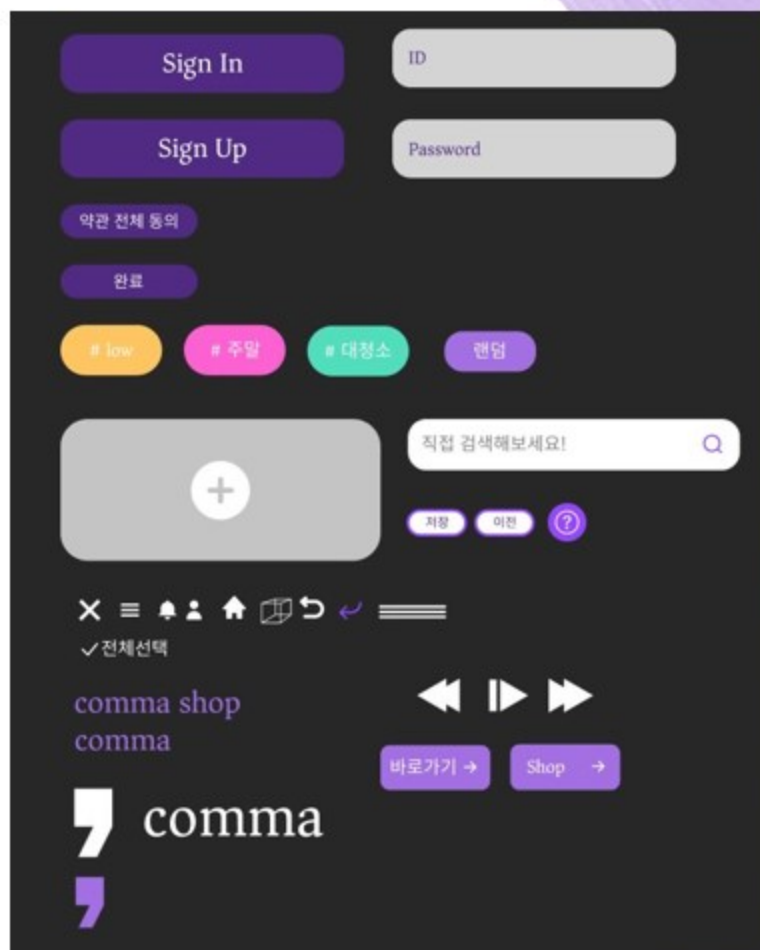 Sign In
ID
Sign Up
Password
약관 전체 동의
완료
# low
# 주말
# 대청소
랜덤
직접 검색해보세요!
저장
이전
?
전체선택
comma shop
comma
바로가기 →
Shop →
comma